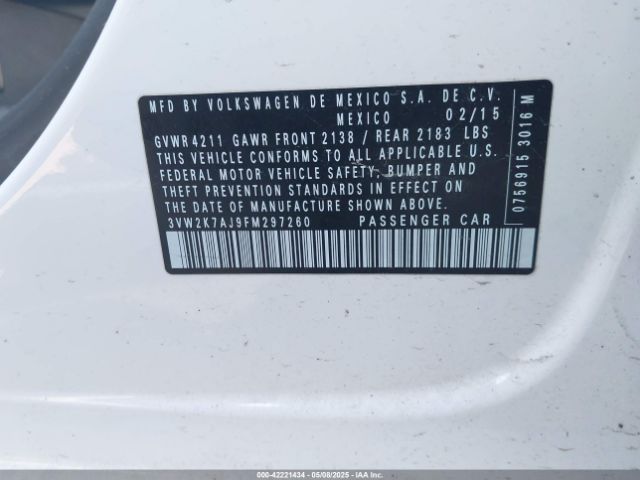 MFD BY VOLKSWAGEN DE MEXICO S.A. DE C.V.
MEXICO 02/15
GVWR 4211 GAWR FRONT 2138 / REAR 2183 LBS
THIS VEHICLE CONFORMS TO ALL APPLICABLE U.S.
FEDERAL MOTOR VEHICLE SAFETY, BUMPER AND
THEFT PREVENTION STANDARDS IN EFFECT ON
THE DATE OF MANUFACTURE SHOWN ABOVE.
3VW2K7AJ9FM297260 PASSENGER CAR
0756915 3016 M
000-42221434 - 05/08/2025 - IAAI.COM